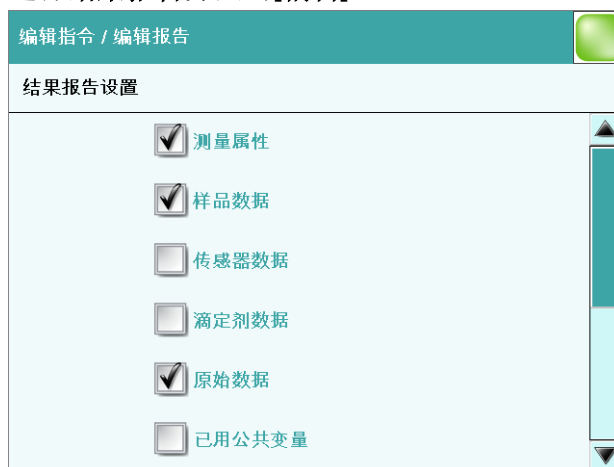 编辑指令 / 编辑报告
结果报告设置
测量属性
样品数据
传感器数据
滴定剂数据
原始数据
已用公共变量